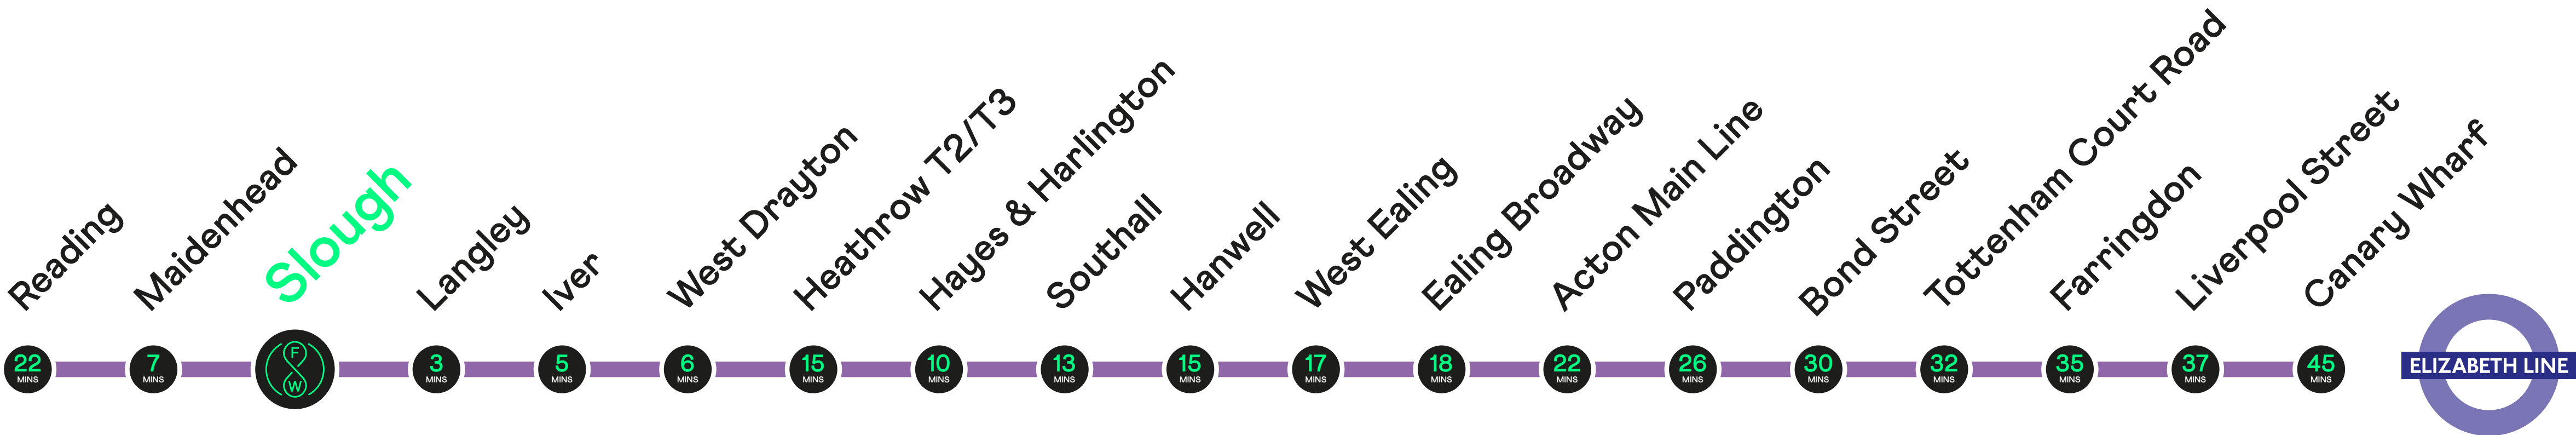 Reading
Maidenhead
Slough
Langley
Iver
West Drayton
Heathrow T2/T3
Hayes & Harlington
Southall
Hanwell
West Ealing
Ealing Broadway
Acton Main Line
Paddington
Bond Street
Tottenham Court Road
Farringdon
Liverpool Street
Canary Wharf
22
MINS
7
MINS
F
W
3
MINS
5
MINS
6
MINS
15
MINS
10
MINS
13
MINS
15
MINS
17
MINS
18
MINS
22
MINS
26
MINS
30
MINS
32
MINS
35
MINS
37
MINS
45
MINS
ELIZABETH LINE